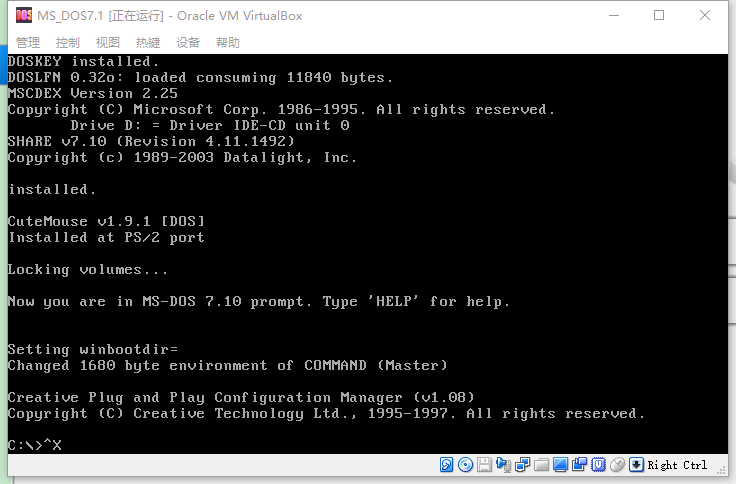 MS_DOS7.1 [正在运行] - Oracle VM VirtualBox
管理 控制 视图 热键 设备 帮助
DOSKEY installed.
DOSLFN 0.32o: loaded consuming 11840 bytes.
MSCDEX Version 2.25
Copyright (C) Microsoft Corp. 1986-1995. All rights reserved.
Drive D: = Driver IDE-CD unit 0
SHARE v7.10 (Revision 4.11.1492)
Copyright (c) 1989-2003 Datalight, Inc.
installed.
CuteMouse v1.9.1 [DOS]
Installed at PS/2 port
Locking volumes...
Now you are in MS-DOS 7.10 prompt. Type 'HELP' for help.
Setting winbootdir=
Changed 1680 byte environment of COMMAND (Master)
Creative Plug and Play Configuration Manager (v1.08)
Copyright (C) Creative Technology Ltd., 1995-1997. All rights reserved.
C:\>^X
Right Ctrl